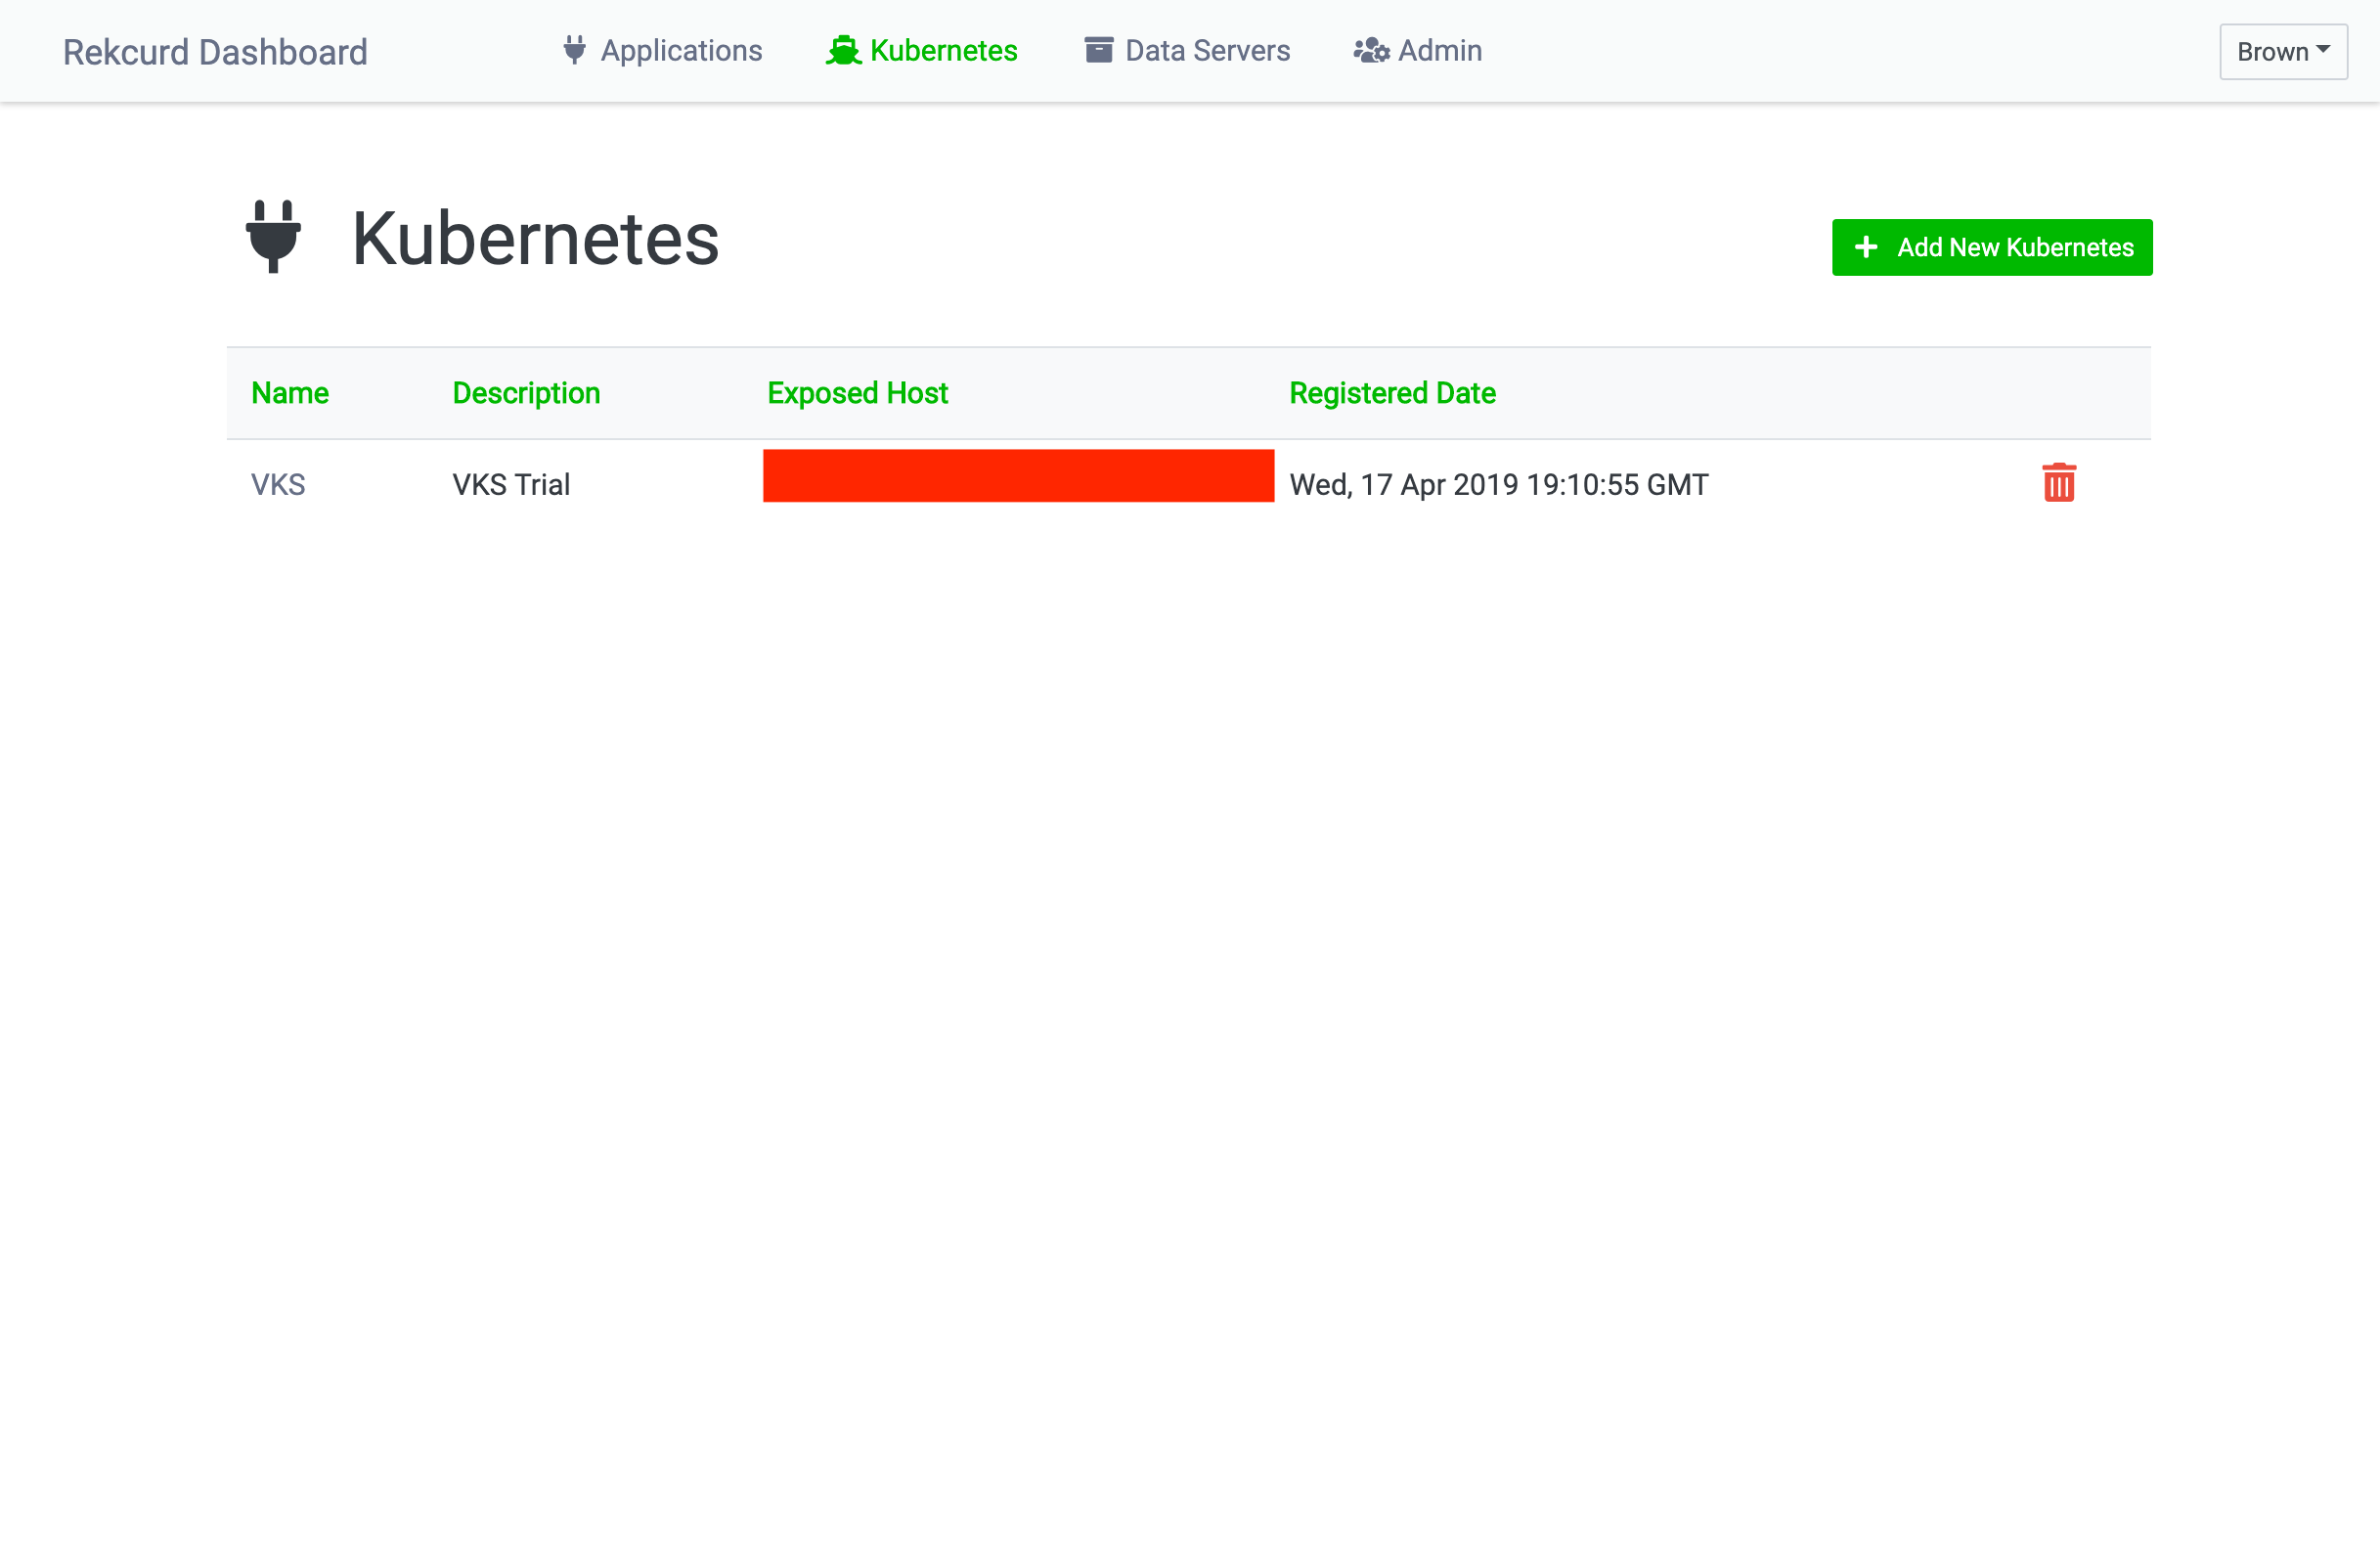 Rekcurd Dashboard Applications Kubernetes Data Servers Admin Brown
Kubernetes
Add New Kubernetes
Name Description Exposed Host Registered Date
VKS VKS Trial Wed, 17 Apr 2019 19:10:55 GMT